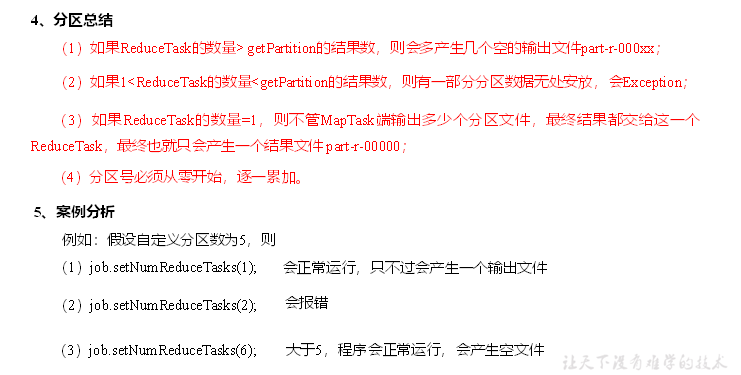 4、分区总结
（1）如果ReduceTask的数量> getPartition的结果数，则会多产生几个空的输出文件part-r-000xx；
（2）如果1<ReduceTask的数量<getPartition的结果数，则有一部分分区数据无处安放，会Exception；
（3）如果ReduceTask的数量=1，则不管MapTask端输出多少个分区文件，最终结果都交给这一个
ReduceTask，最终也就只会产生一个结果文件 part-r-00000；
（4）分区号必须从零开始，逐一累加。
5、案例分析
例如：假设自定义分区数为5，则
（1）job.setNumReduceTasks(1); 会正常运行，只不过会产生一个输出文件
（2）job.setNumReduceTasks(2); 会报错
（3）job.setNumReduceTasks(6); 大于5，程序会正常运行，会产生空文件
让天下没有难学的技术